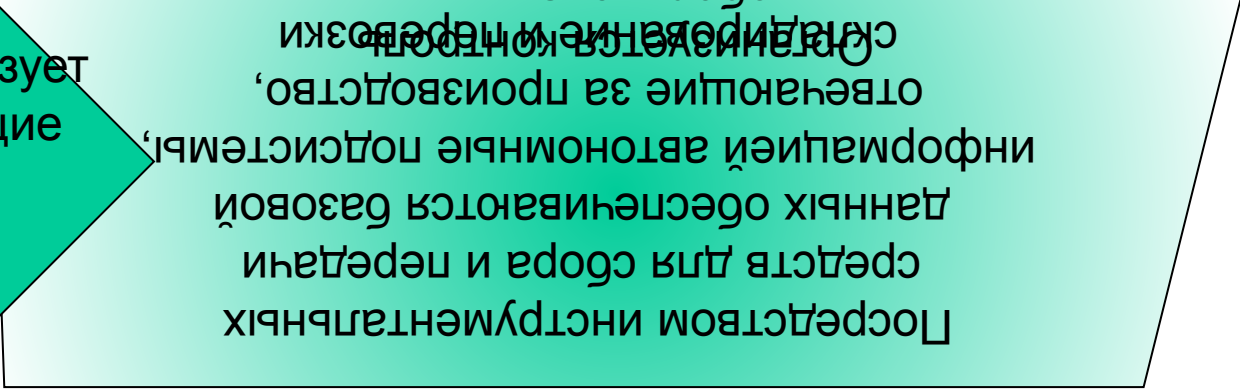 зует
щие
Посредством инструментальных
средств для сбора и передачи
данных обеспечиваются базовой
информацией автономные подсистемы,
отвечающие за производство,
складирование и перевозки
Организуется контроль